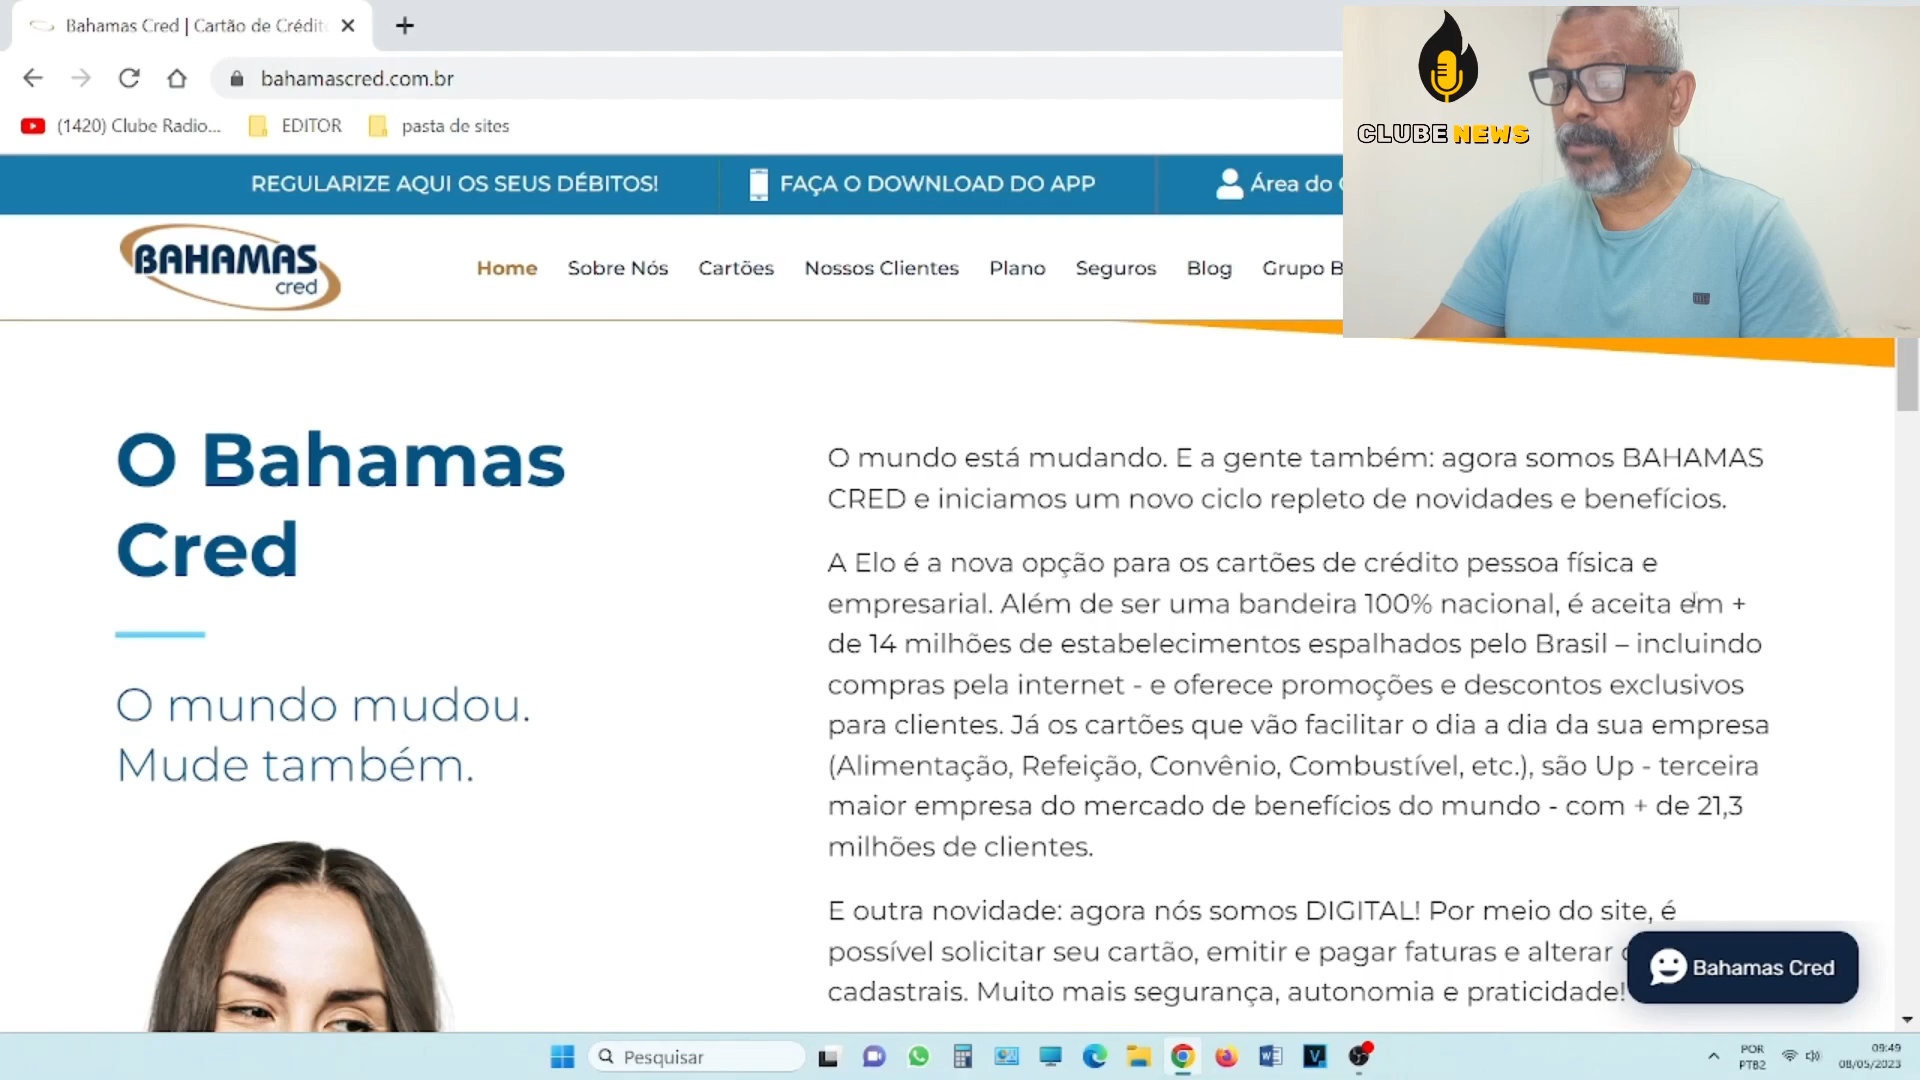 Bahamas Cred | Cartão de Crédit
bahamascred.com.br
(1420) Clube Radio... EDITOR pasta de sites
CLUBE NEWS
REGULARIZE AQUI OS SEUS DÉBITOS! FAÇA O DOWNLOAD DO APP Área do
BAHAMAS
cred
Home Sobre Nós Cartões Nossos Clientes Plano Seguros Blog Grupo B
O Bahamas
Cred
O mundo mudou.
Mude também.
O mundo está mudando. E a gente também: agora somos BAHAMAS
CRED e iniciamos um novo ciclo repleto de novidades e benefícios.
A Elo é a nova opção para os cartões de crédito pessoa física e
empresarial. Além de ser uma bandeira 100% nacional, é aceita em +
de 14 milhões de estabelecimentos espalhados pelo Brasil – incluindo
compras pela internet - e oferece promoções e descontos exclusivos
para clientes. Já os cartões que vão facilitar o dia a dia da sua empresa
(Alimentação, Refeição, Convênio, Combustível, etc.), são Up - terceira
maior empresa do mercado de benefícios do mundo - com + de 21,3
milhões de clientes.
E outra novidade: agora nós somos DIGITAL! Por meio do site, é
possível solicitar seu cartão, emitir e pagar faturas e alterar
cadastrais. Muito mais segurança, autonomia e praticidade!
Bahamas Cred
Pesquisar
POR
PTB2
09:49
08/05/2023